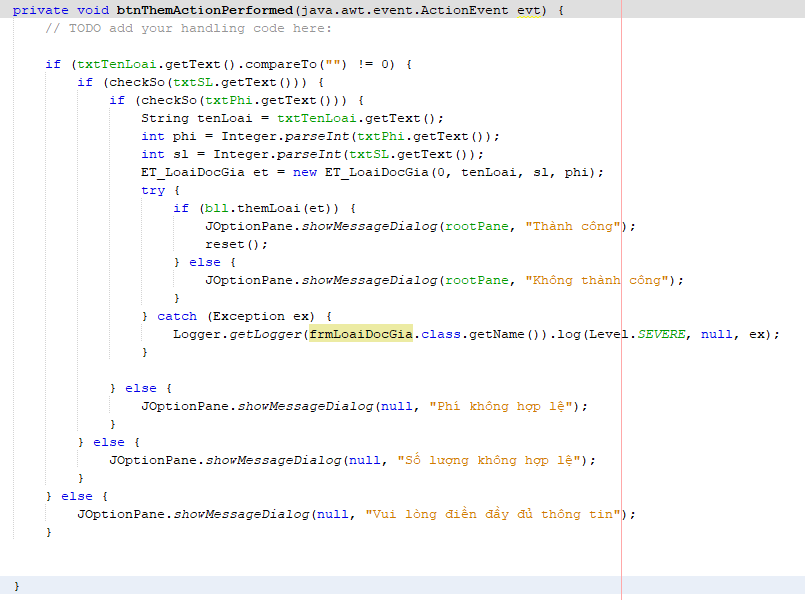 private void btnThemActionPerformed(java.awt.event.ActionEvent evt) {
// TODO add your handling code here:
if (txtTenLoai.getText().compareTo("") != 0) {
if (checkSo(txtSL.getText())) {
if (checkSo(txtPhi.getText())) {
String tenLoai = txtTenLoai.getText();
int phi = Integer.parseInt(txtPhi.getText());
int sl = Integer.parseInt(txtSL.getText());
ET_LoaiDocGia et = new ET_LoaiDocGia(0, tenLoai, sl, phi);
try {
if (bll.themLoai(et)) {
JOptionPane.showMessageDialog(rootPane, "Thành công");
reset();
} else {
JOptionPane.showMessageDialog(rootPane, "Không thành công");
}
} catch (Exception ex) {
Logger.getLogger(frmLoaiDocGia.class.getName()).log(Level.SEVERE, null, ex);
}
} else {
JOptionPane.showMessageDialog(null, "Phí không hợp lệ");
}
} else {
JOptionPane.showMessageDialog(null, "Số lượng không hợp lệ");
}
} else {
JOptionPane.showMessageDialog(null, "Vui lòng điền đầy đủ thông tin");
}
}